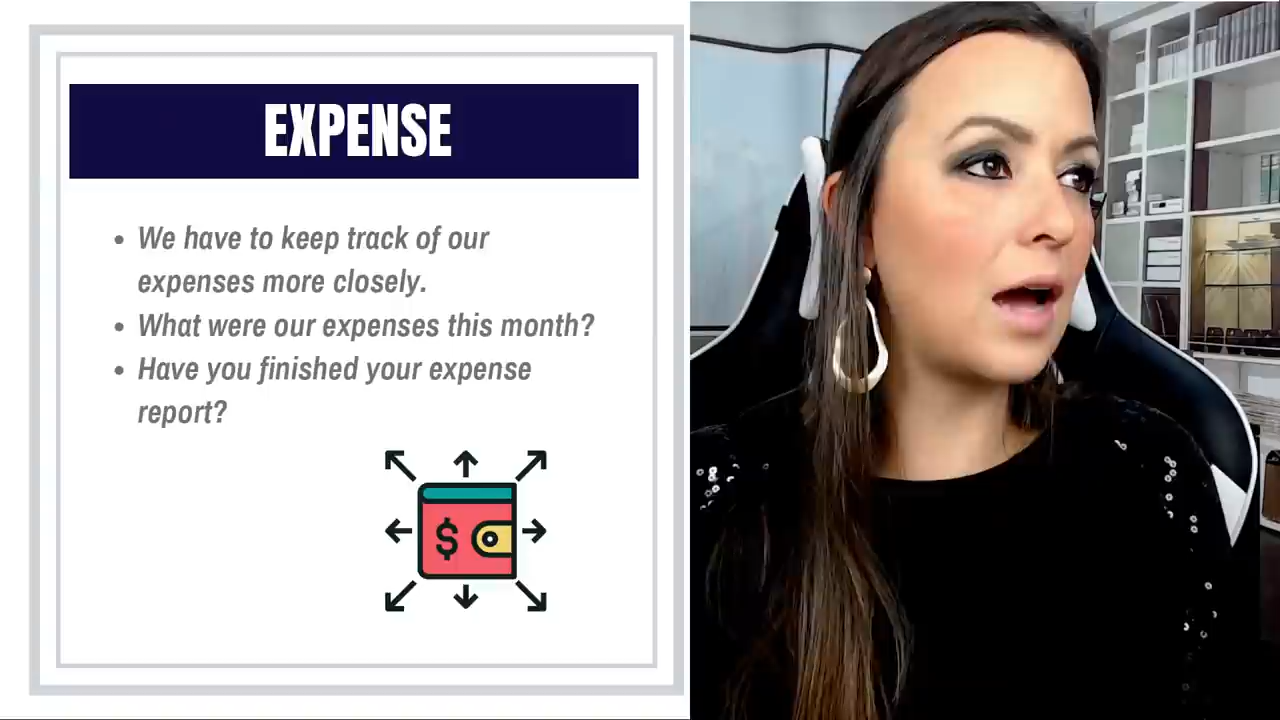 EXPENSE
• We have to keep track of our
expenses more closely.
• What were our expenses this month?
• Have you finished your expense
report?
$